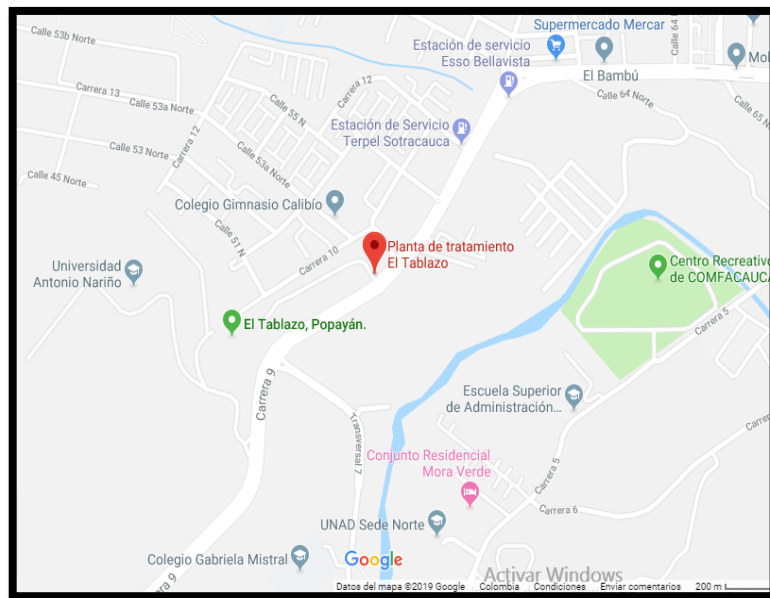 Supermercado Mercar
Calle 53b Norte
Calle 64 N
Estación de servicio
Esso Bellavista
El Bambú
Carrera 13
Carrera 12
Calle 64 Norte
Calle 53a Norte
Calle 55 N
Calle 65 N
Estación de Servicio
Terpel Sotracauca
Carrera 12
Calle 53 Norte
Calle 53a Norte
Calle 45 Norte
Colegio Gimnasio Calibío
Calle 51 N
Planta de tratamiento
El Tablazo
Carrera 10
Universidad
Antonio Nariño
Centro Recreativo
de COMFACAUCA
El Tablazo, Popayán.
Carrera 5
Carrera 9
Escuela Superior
de Administración...
Transversal 7
Conjunto Residencial
Mora Verde
Carrera 5
Carrera 6
UNAD Sede Norte
Colegio Gabriela Mistral
Google
Activar Windows
Datos del mapa ©2019 Google Colombia Condiciones Enviar comentarios 200 m